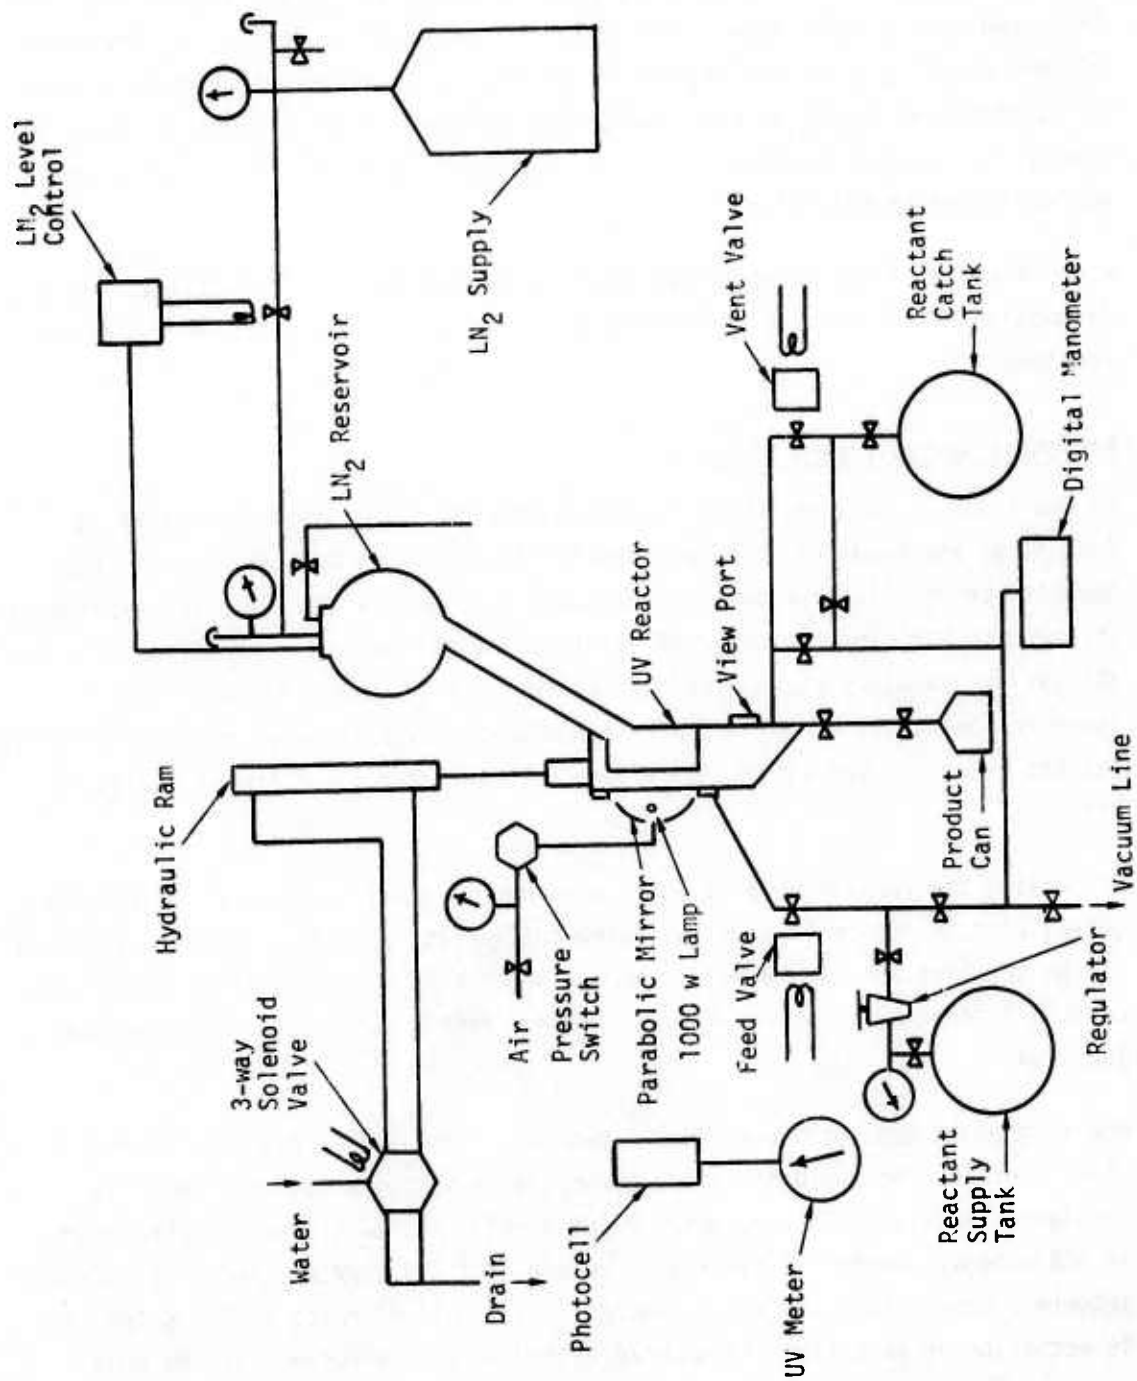 LN2 Level
Control
LN2 Supply
LN2 Reservoir
Hydraulic Ram
3-way
Solenoid
Valve
Water
Drain
Air
Pressure
Switch
Parabolic Mirror
1000 w Lamp
UV Reactor
View Port
Vent Valve
Reactant
Catch
Tank
Digital Manometer
Product
Can
Vacuum Line
Feed Valve
Regulator
Reactant
Supply
Tank
Photocell
UV Meter